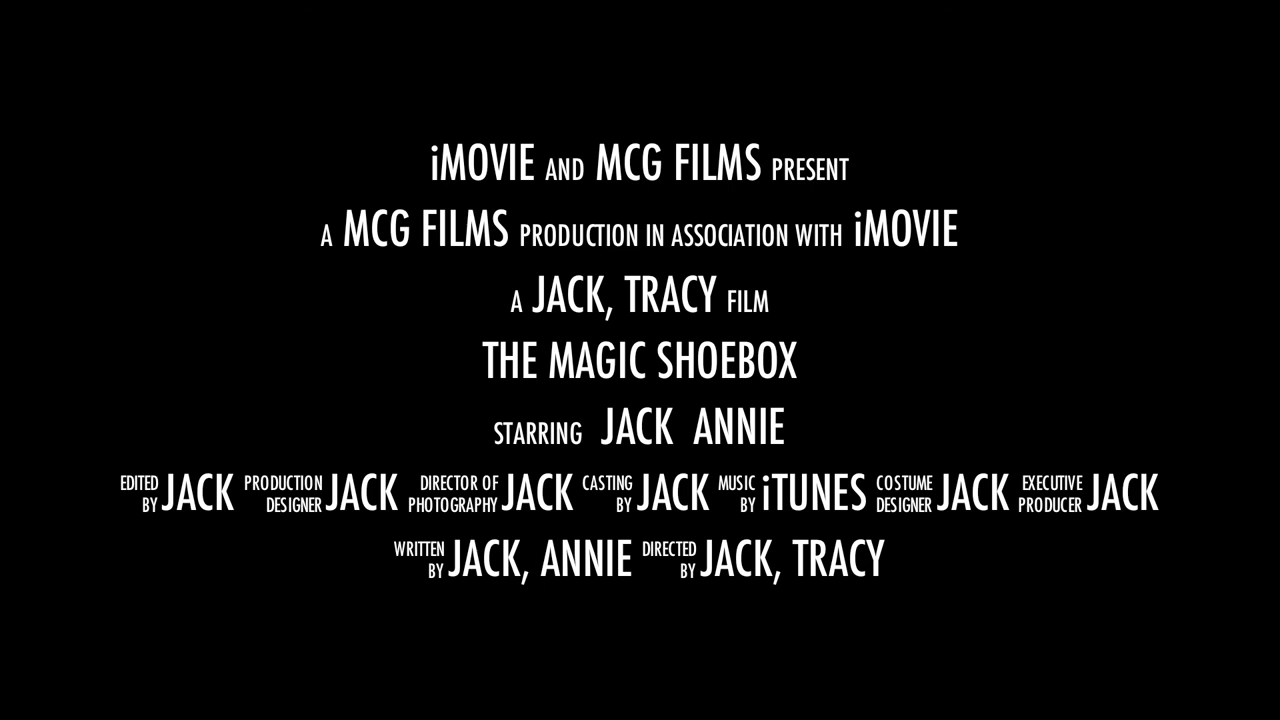 iMOVIE AND MCG FILMS PRESENT
A MCG FILMS PRODUCTION IN ASSOCIATION WITH iMOVIE
A JACK, TRACY FILM
THE MAGIC SHOEBOX
STARRING JACK ANNIE
EDITED BY JACK PRODUCTION DESIGNER JACK DIRECTOR OF PHOTOGRAPHY JACK CASTING BY JACK MUSIC BY iTUNES COSTUME DESIGNER JACK EXECUTIVE PRODUCER JACK
WRITTEN BY JACK, ANNIE DIRECTED BY JACK, TRACY